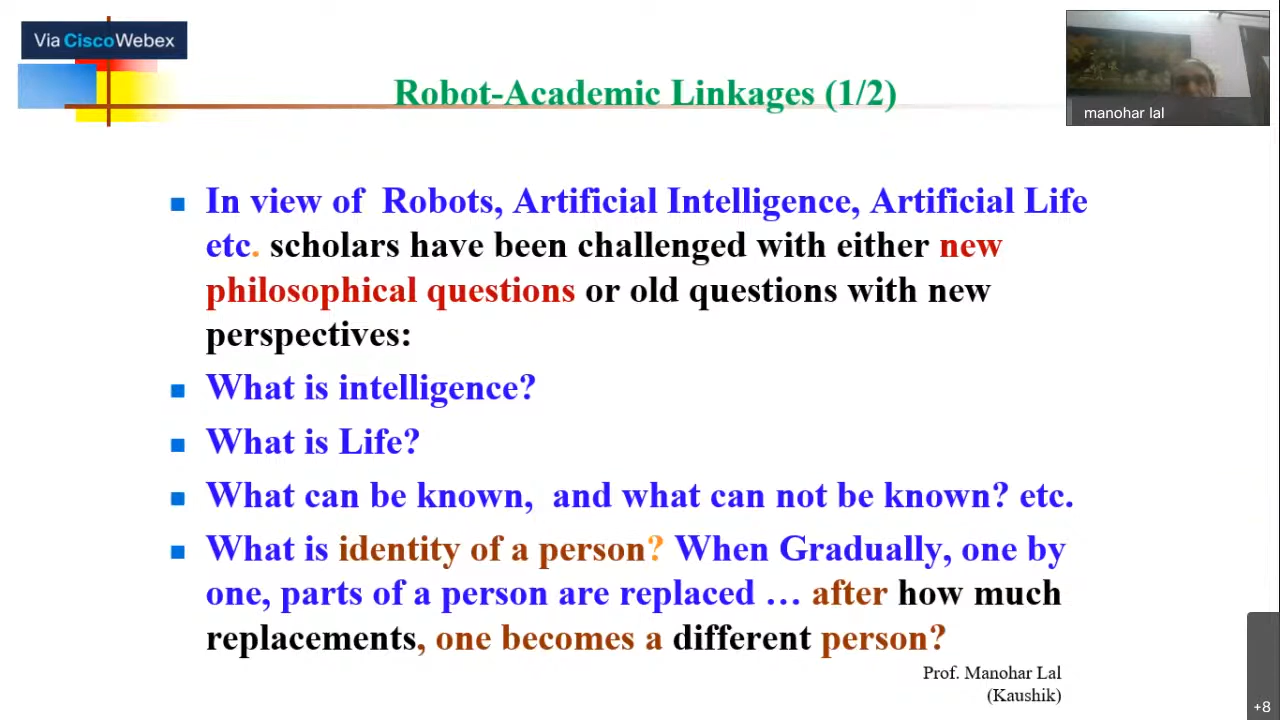 Via CiscoWebex
Robot-Academic Linkages (1/2)
manohar lal
In view of Robots, Artificial Intelligence, Artificial Life
etc. scholars have been challenged with either new
philosophical questions or old questions with new
perspectives:
What is intelligence?
What is Life?
What can be known, and what can not be known? etc.
What is identity of a person? When Gradually, one by
one, parts of a person are replaced … after how much
replacements, one becomes a different person?
Prof. Manohar Lal
(Kaushik)
+8